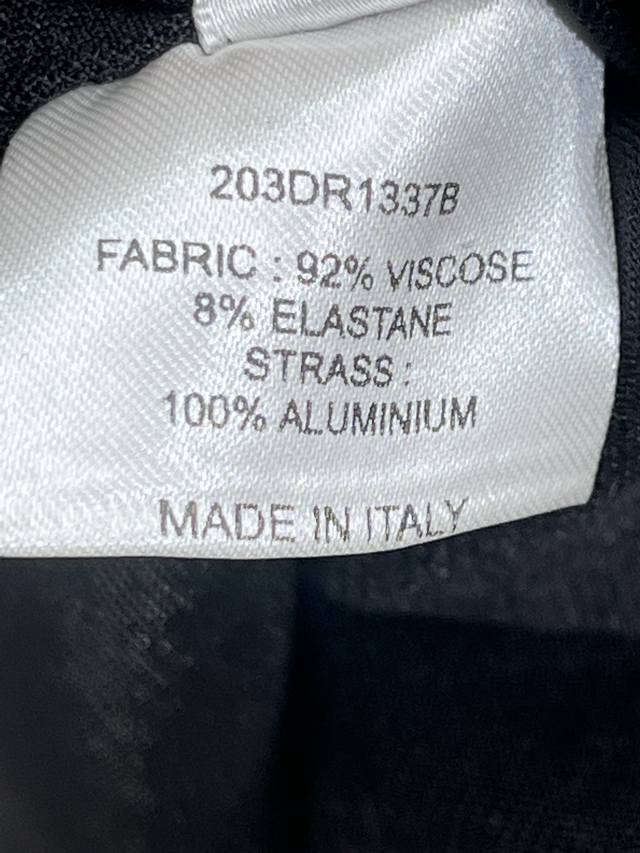 203DR1337B
FABRIC : 92% VISCOSE
8% ELASTANE
STRASS :
100% ALUMINIUM
MADE IN ITALY